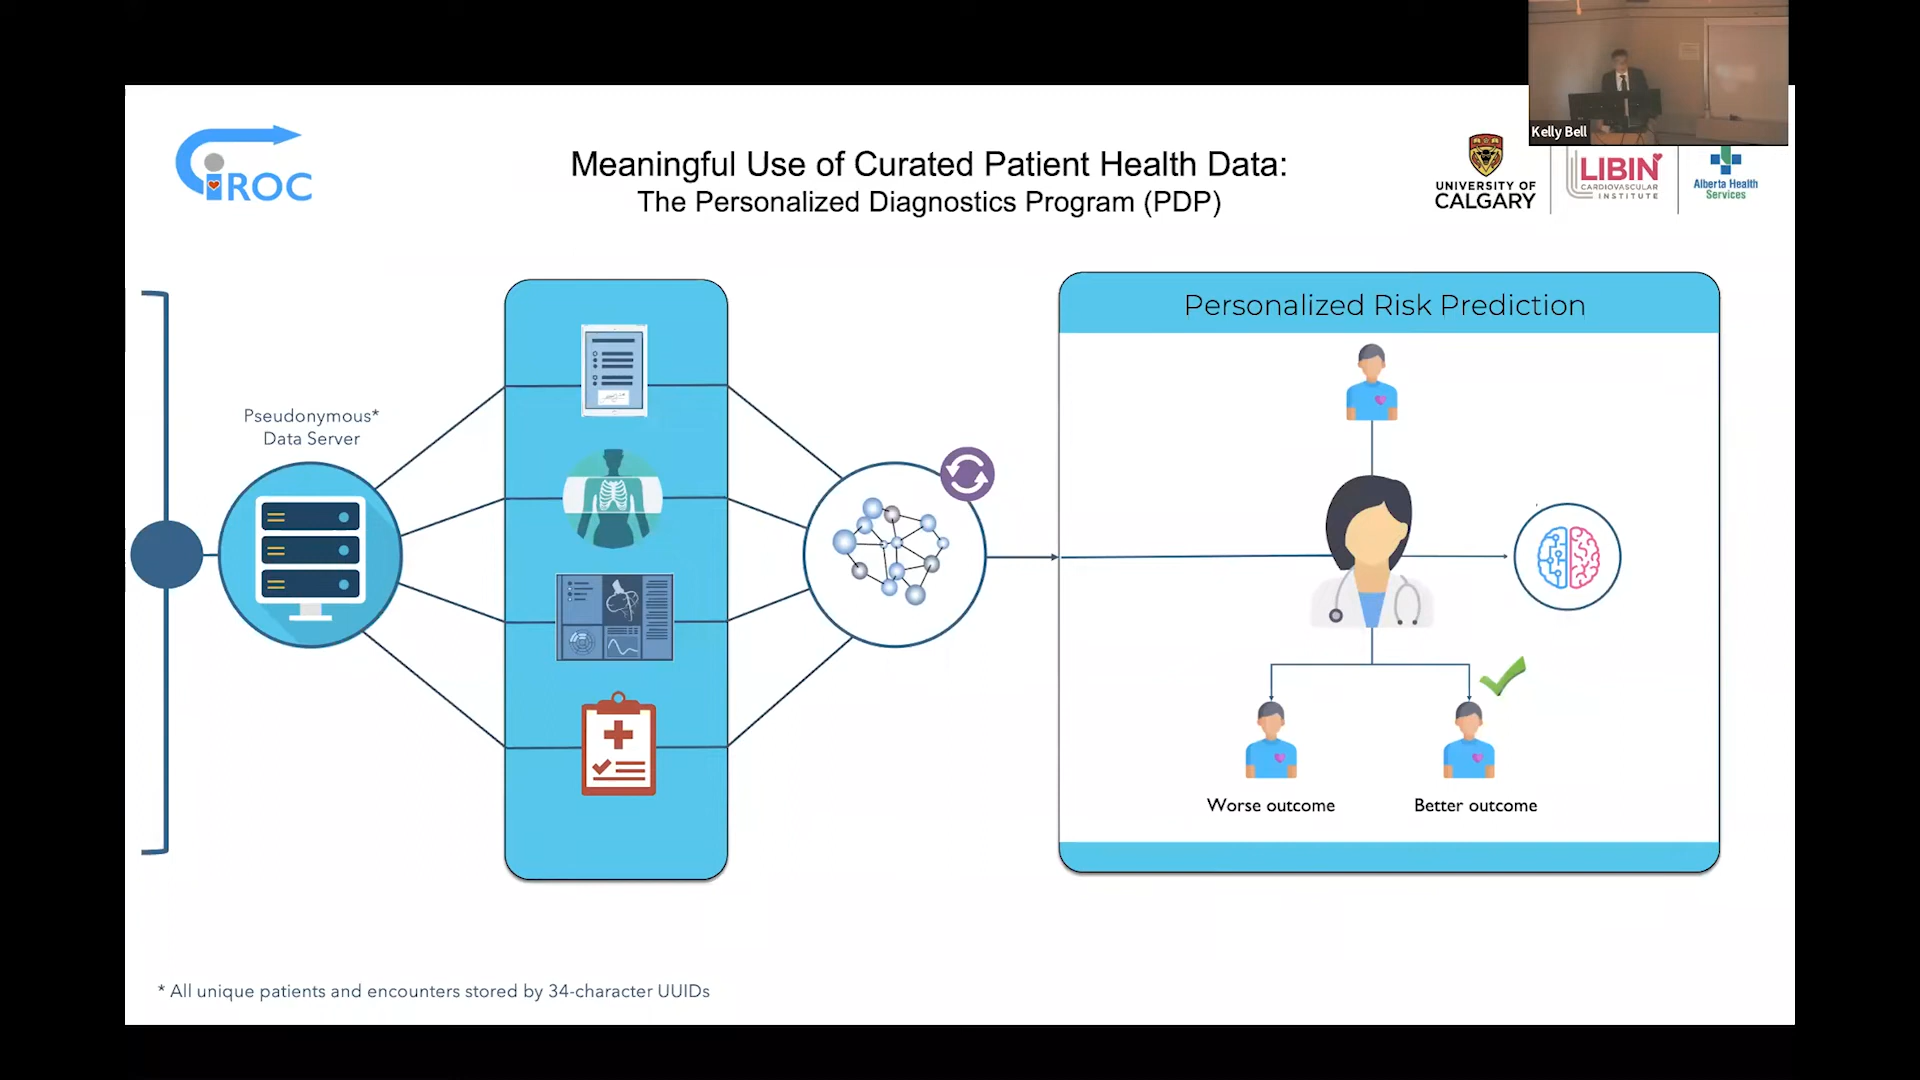 Kelly Bell
CIROC
Meaningful Use of Curated Patient Health Data:
The Personalized Diagnostics Program (PDP)
UNIVERSITY OF
CALGARY
LIBIN
CARDIOVASCULAR
INSTITUTE
Alberta Health
Services
Pseudonymous*
Data Server
Personalized Risk Prediction
Worse outcome
Better outcome
* All unique patients and encounters stored by 34-character UUIDs